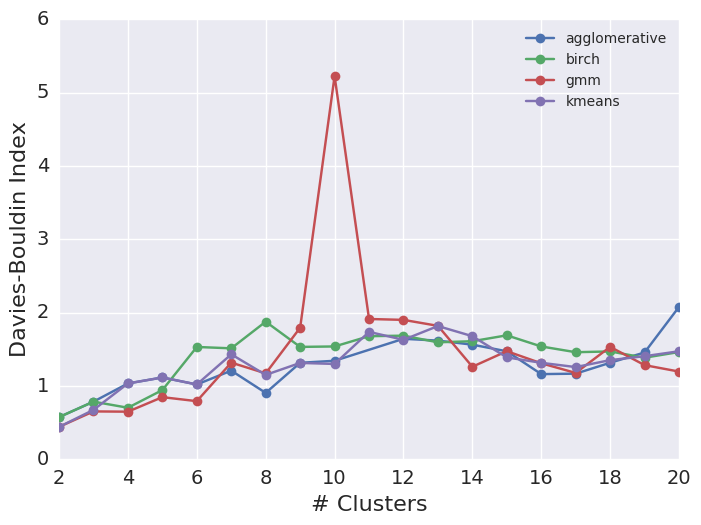 6
5
4
3
2
1
0
Davies-Bouldin Index
agglomerative
birch
gmm
kmeans
2 4 6 8 10 12 14 16 18 20
# Clusters